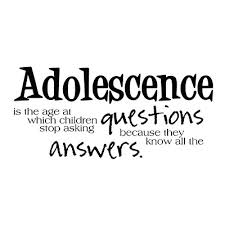 Adolescence
is the age at
which children questions
stop asking because they
answers. know all the